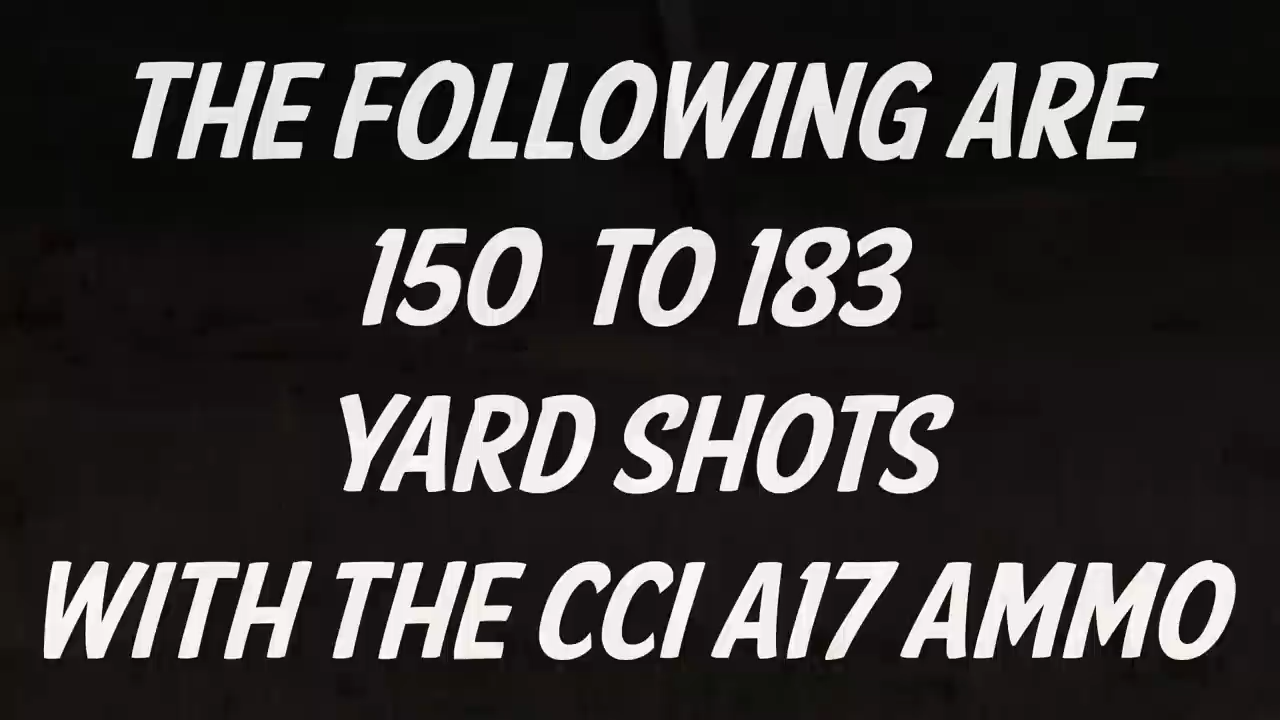 THE FOLLOWING ARE
150 TO 183
YARD SHOTS
WITH THE CCI A17 AMMO